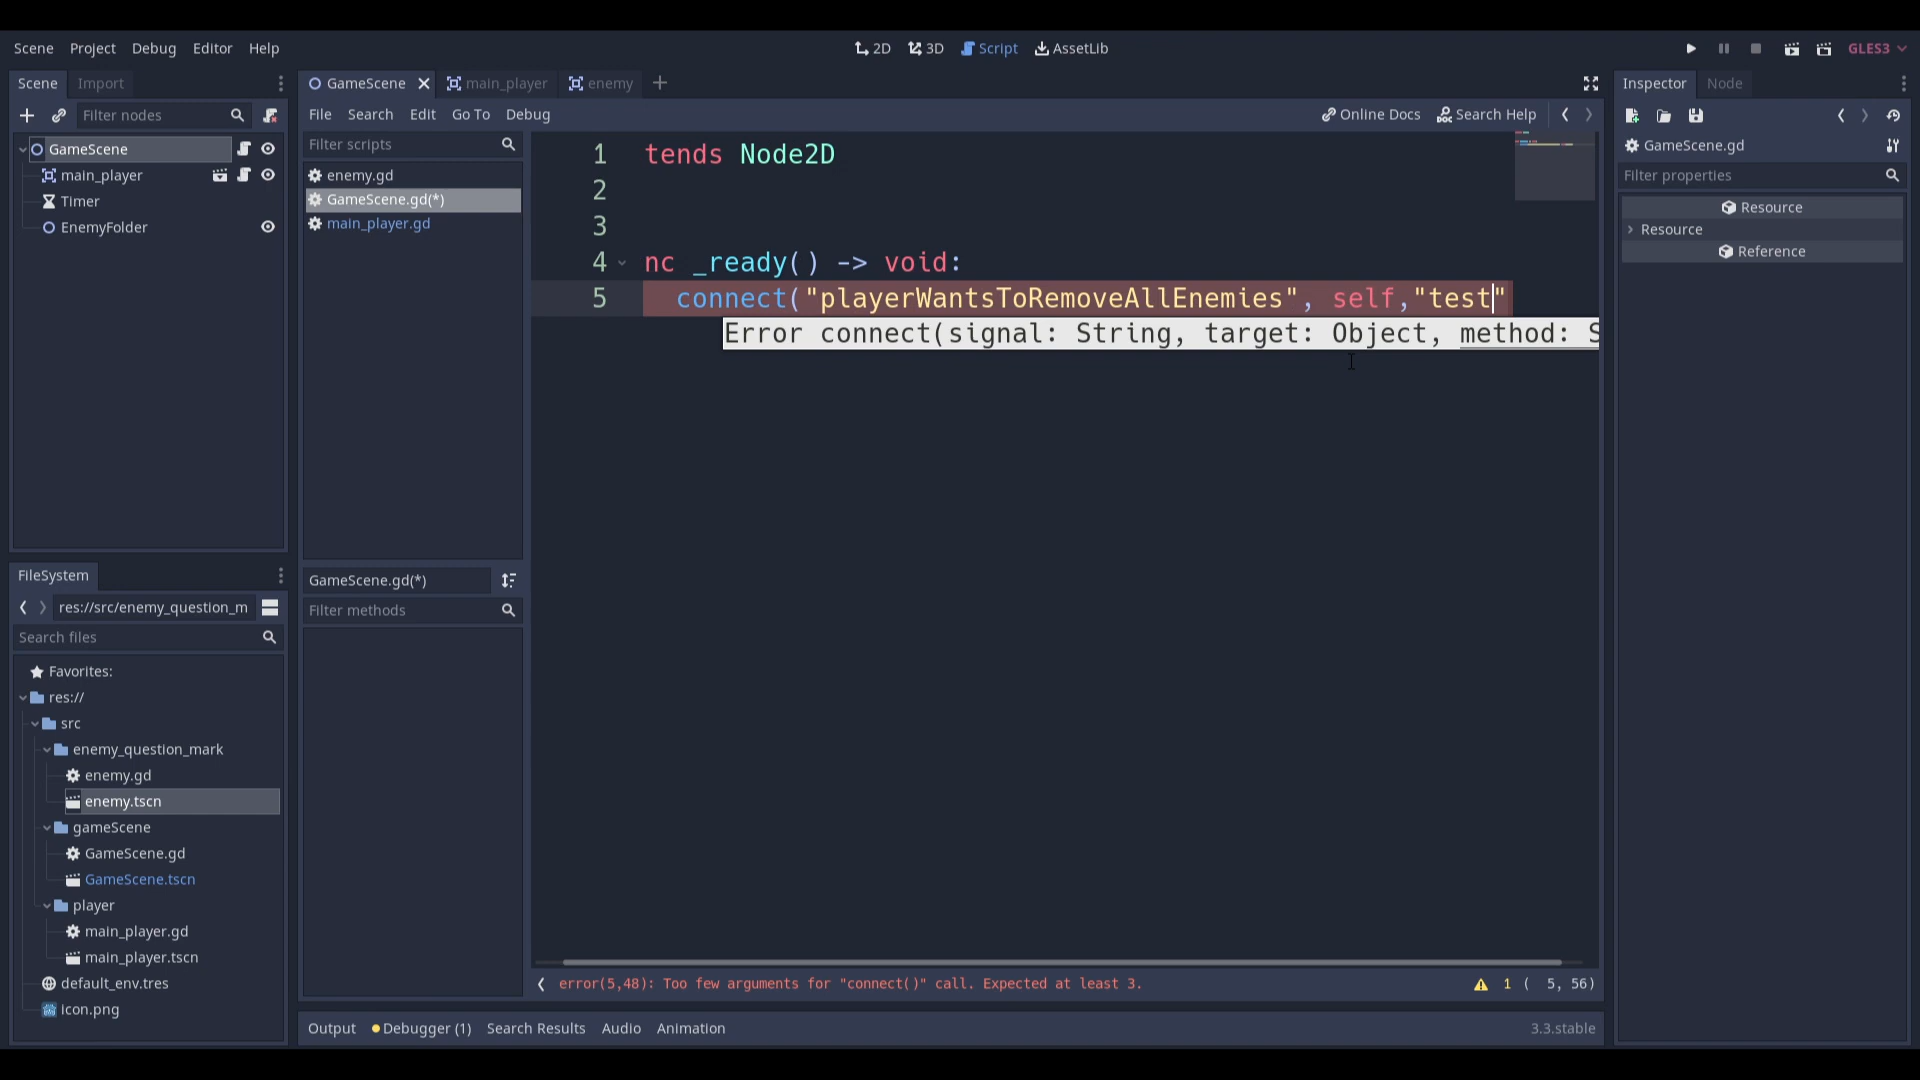 Scene Project Debug Editor Help
2D 3D Script AssetLib
GLES3
Scene Import
Filter nodes
GameScene
main_player
Timer
EnemyFolder
FileSystem
res://src/enemy_question_m
Search files
Favorites:
res://
src
enemy_question_mark
enemy.gd
enemy.tscn
gameScene
GameScene.gd
GameScene.tscn
player
main_player.gd
main_player.tscn
default_env.tres
icon.png
GameScene main_player enemy
File Search Edit Go To Debug
Online Docs Search Help
Filter scripts
enemy.gd
GameScene.gd(*)
main_player.gd
GameScene.gd(*)
Filter methods
1 tends Node2D
2
3
4 nc _ready() -> void:
5 connect("playerWantsToRemoveAllEnemies", self,"test"
Error connect(signal: String, target: Object, method: S
error(5,48): Too few arguments for "connect()" call. Expected at least 3.
1 ( 5, 56)
Output Debugger (1) Search Results Audio Animation
3.3.stable
Inspector Node
GameScene.gd
Filter properties
Resource
Resource
Reference